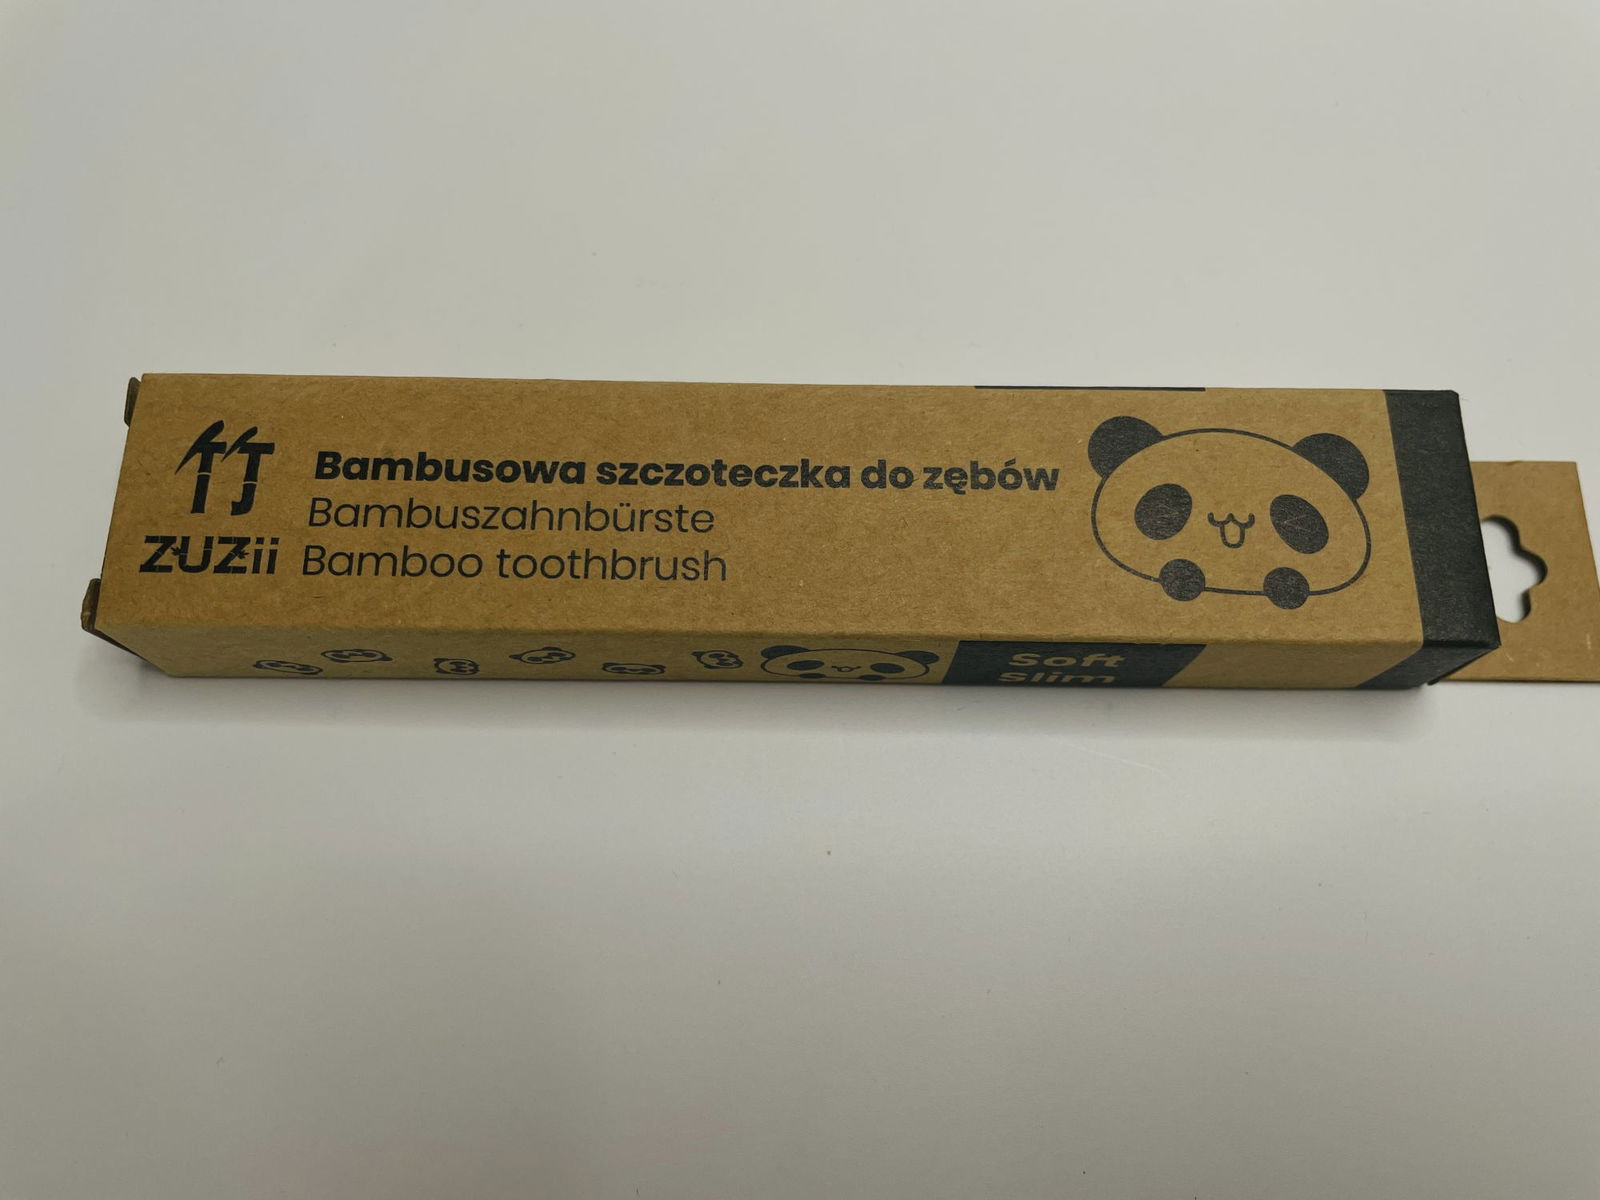 竹
ZUZii
Bambusowa szczoteczka do zębów
Bambuszahnbürste
Bamboo toothbrush
Soft
Slim